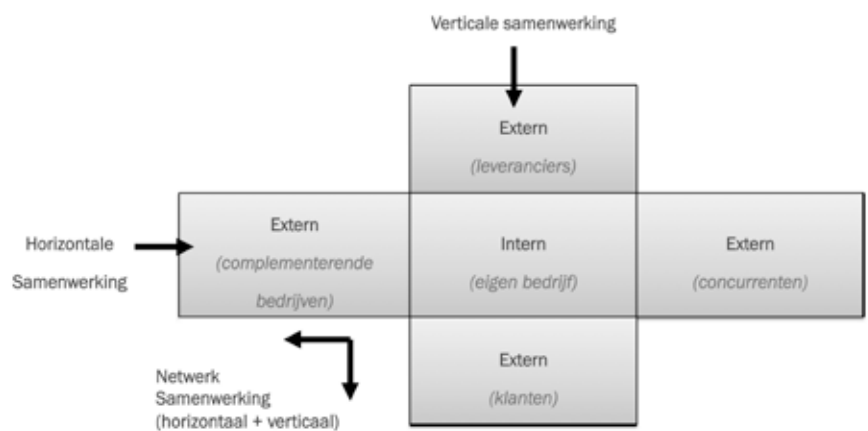 Verticale samenwerking
Extern
(leveranciers)
Horizontale
Samenwerking
Extern
(complementerende
bedrijven)
Intern
(eigen bedrijf)
Extern
(concurrenten)
Netwerk
Samenwerking
(horizontaal + verticaal)
Extern
(klanten)